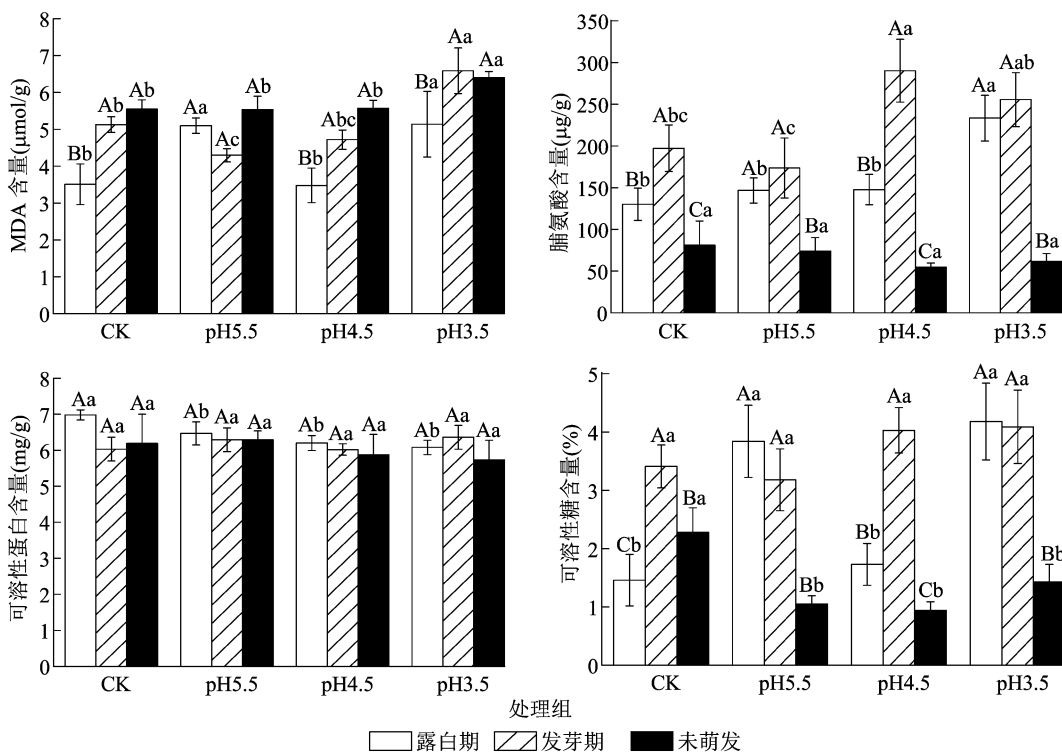 MDA 含量(μmol/g)
8
7
6
5
4
3
2
1
0
Bb
Ab
Ab
Aa
Ac
Ab
Bb
Abc
Ab
Ba
Aa
Aa
CK
pH5.5
pH4.5
pH3.5
脯氨酸含量(μg/g)
350
300
250
200
150
100
50
0
Bb
Abc
Ca
Ab
Ac
Ba
Bb
Aa
Ca
Aa
Aab
Ba
CK
pH5.5
pH4.5
pH3.5
可溶性蛋白含量(mg/g)
8
7
6
5
4
3
2
1
0
Aa
Aa
Aa
Ab
Aa
Aa
Ab
Aa
Aa
Ab
Aa
Aa
CK
pH5.5
pH4.5
pH3.5
可溶性糖含量(%)
5
4
3
2
1
0
Cb
Aa
Ba
Aa
Aa
Bb
Bb
Aa
Cb
Aa
Aa
Bb
CK
pH5.5
pH4.5
pH3.5
处理组
露白期 发芽期 未萌发